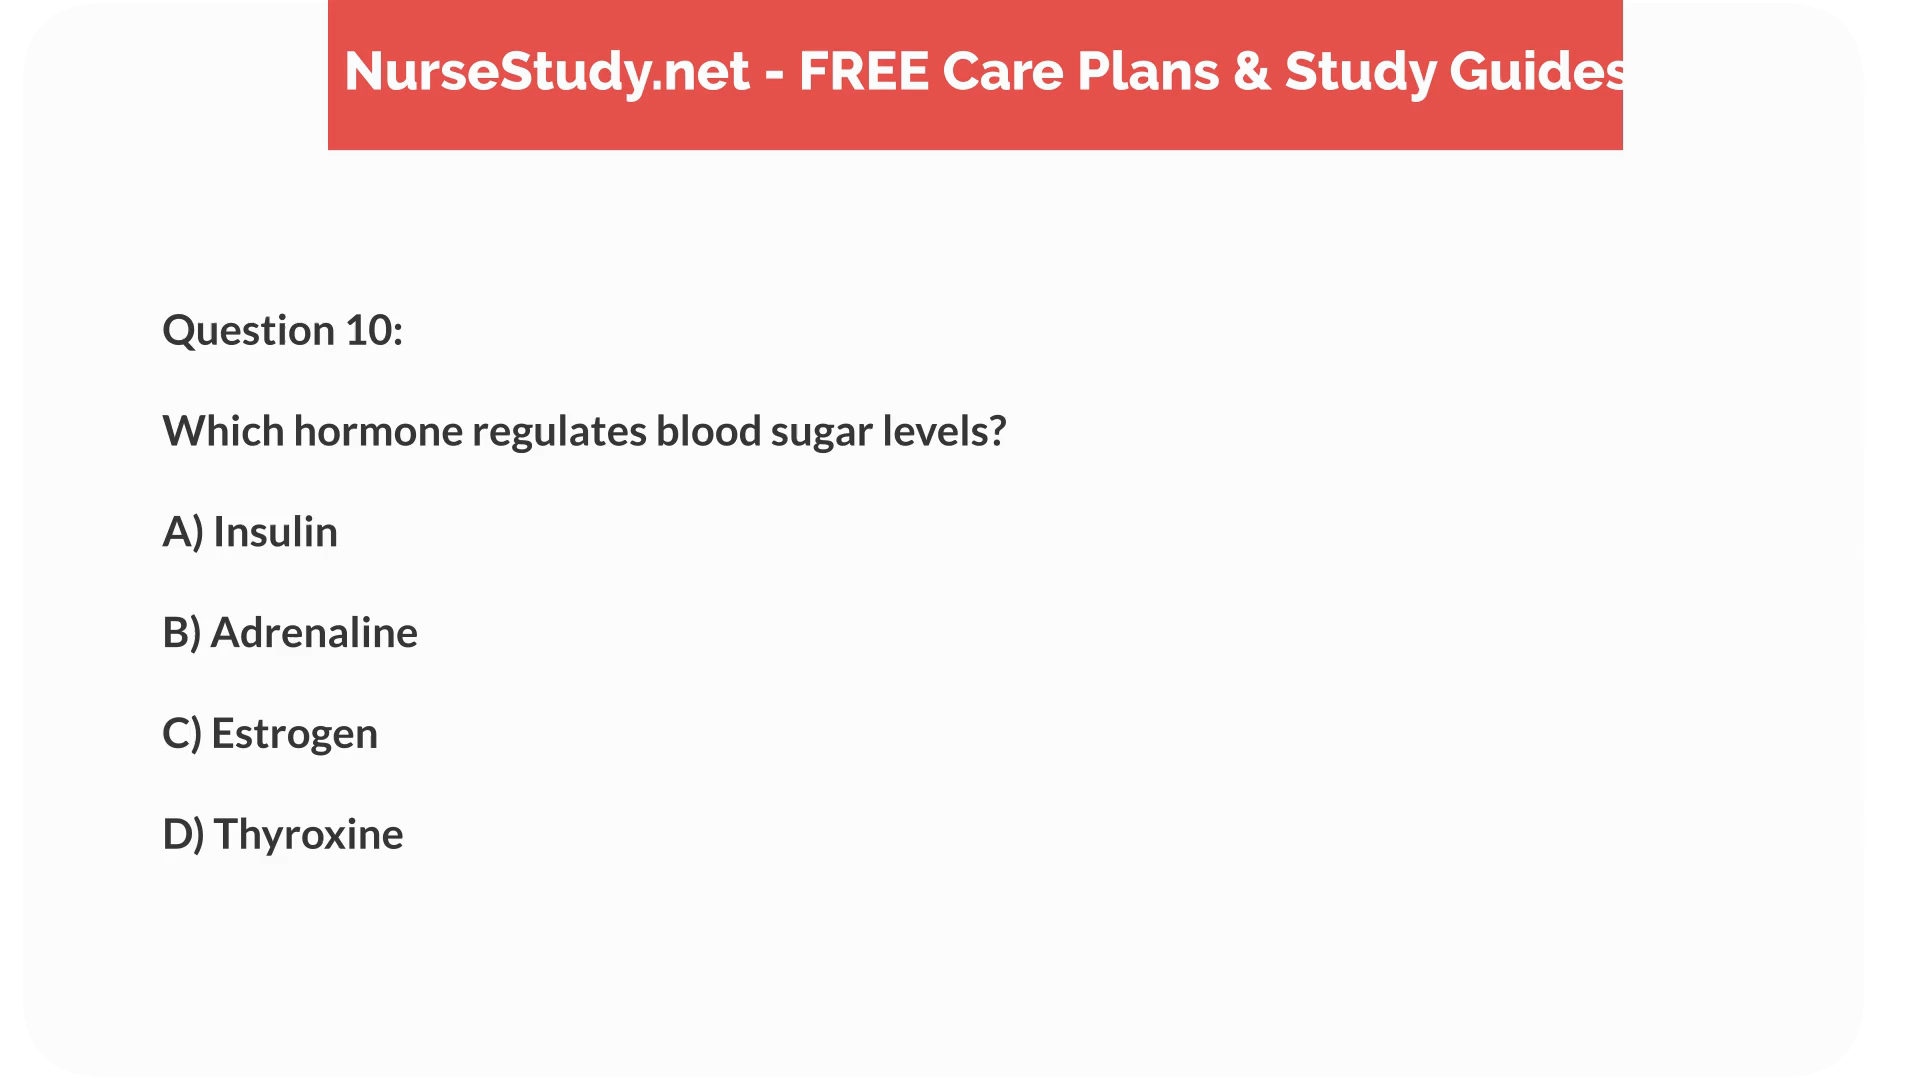 NurseStudy.net - FREE Care Plans & Study Guides
Question 10:
Which hormone regulates blood sugar levels?
A) Insulin
B) Adrenaline
C) Estrogen
D) Thyroxine